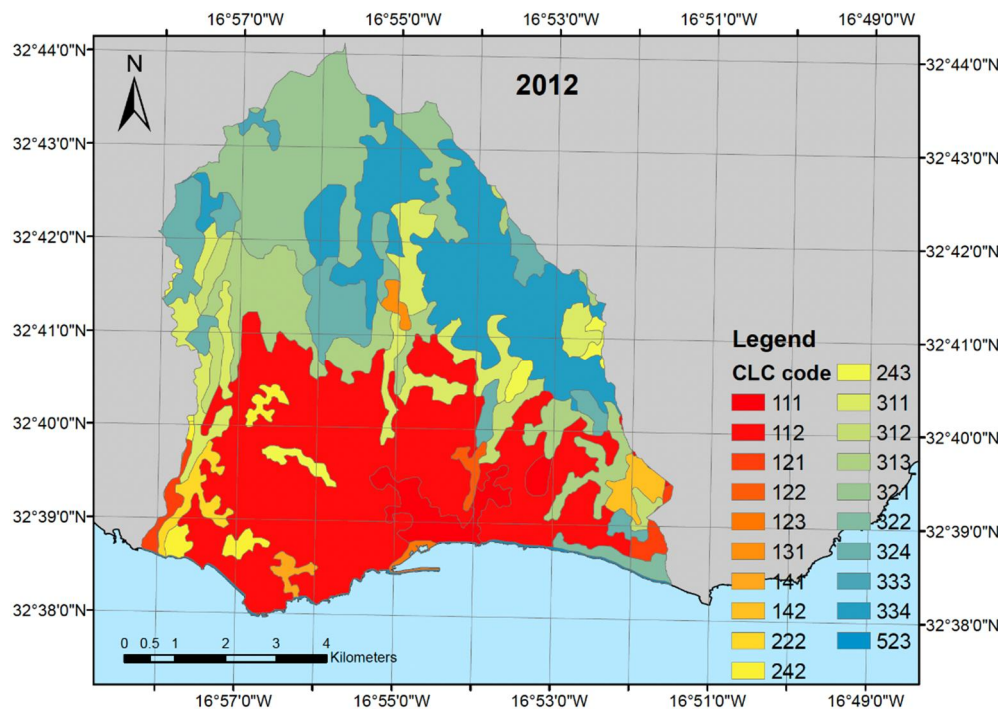 16°57'0"W 16°55'0"W 16°53'0"W 16°51'0"W 16°49'0"W
32°44'0"N 32°44'0"N
N
2012
32°43'0"N 32°43'0"N
32°42'0"N 32°42'0"N
32°41'0"N 32°41'0"N
Legend
CLC code 243
111 311
112 312
32°40'0"N 32°40'0"N
121 313
122 321
123 322
32°39'0"N 32°39'0"N
131 324
141 333
142 334
32°38'0"N 32°38'0"N
222 523
242
0 0.5 1 2 3 4
Kilometers
16°57'0"W 16°55'0"W 16°53'0"W 16°51'0"W 16°49'0"W